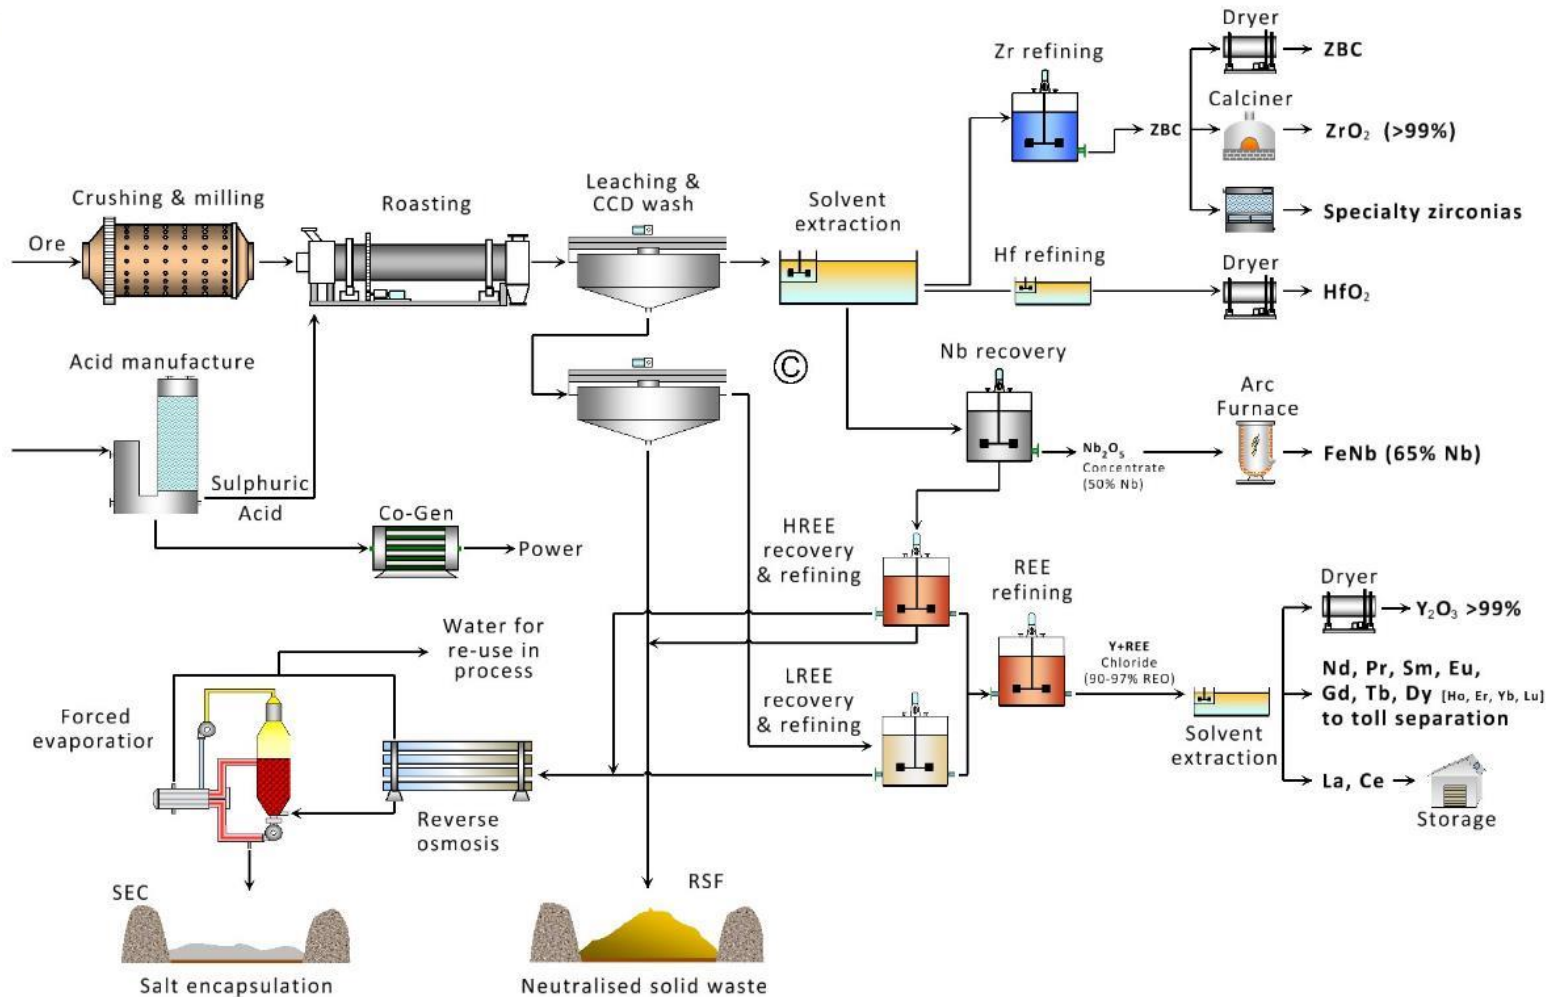 Dryer
ZBC
Zr refining
Calciner
ZBC
ZrO₂ (>99%)
Crushing & milling
Roasting
Leaching &
CCD wash
Solvent
extraction
Specialty zirconias
Ore
Hf refining
Dryer
HfO₂
Acid manufacture
©
Nb recovery
Arc
Furnace
Nb₂O₅
Concentrate
(50% Nb)
FeNb (65% Nb)
Sulphuric
Acid
Co-Gen
Power
HREE
recovery
& refining
REE
refining
Dryer
Y₂O₃ >99%
Water for
re-use in
process
Y+REE
Chloride
(90-97% REO)
LREE
recovery
& refining
Nd, Pr, Sm, Eu,
Gd, Tb, Dy [Ho, Er, Yb, Lu]
to toll separation
Forced
evaporatior
Solvent
extraction
La, Ce
Storage
Reverse
osmosis
SEC
RSF
Salt encapsulation
Neutralised solid waste